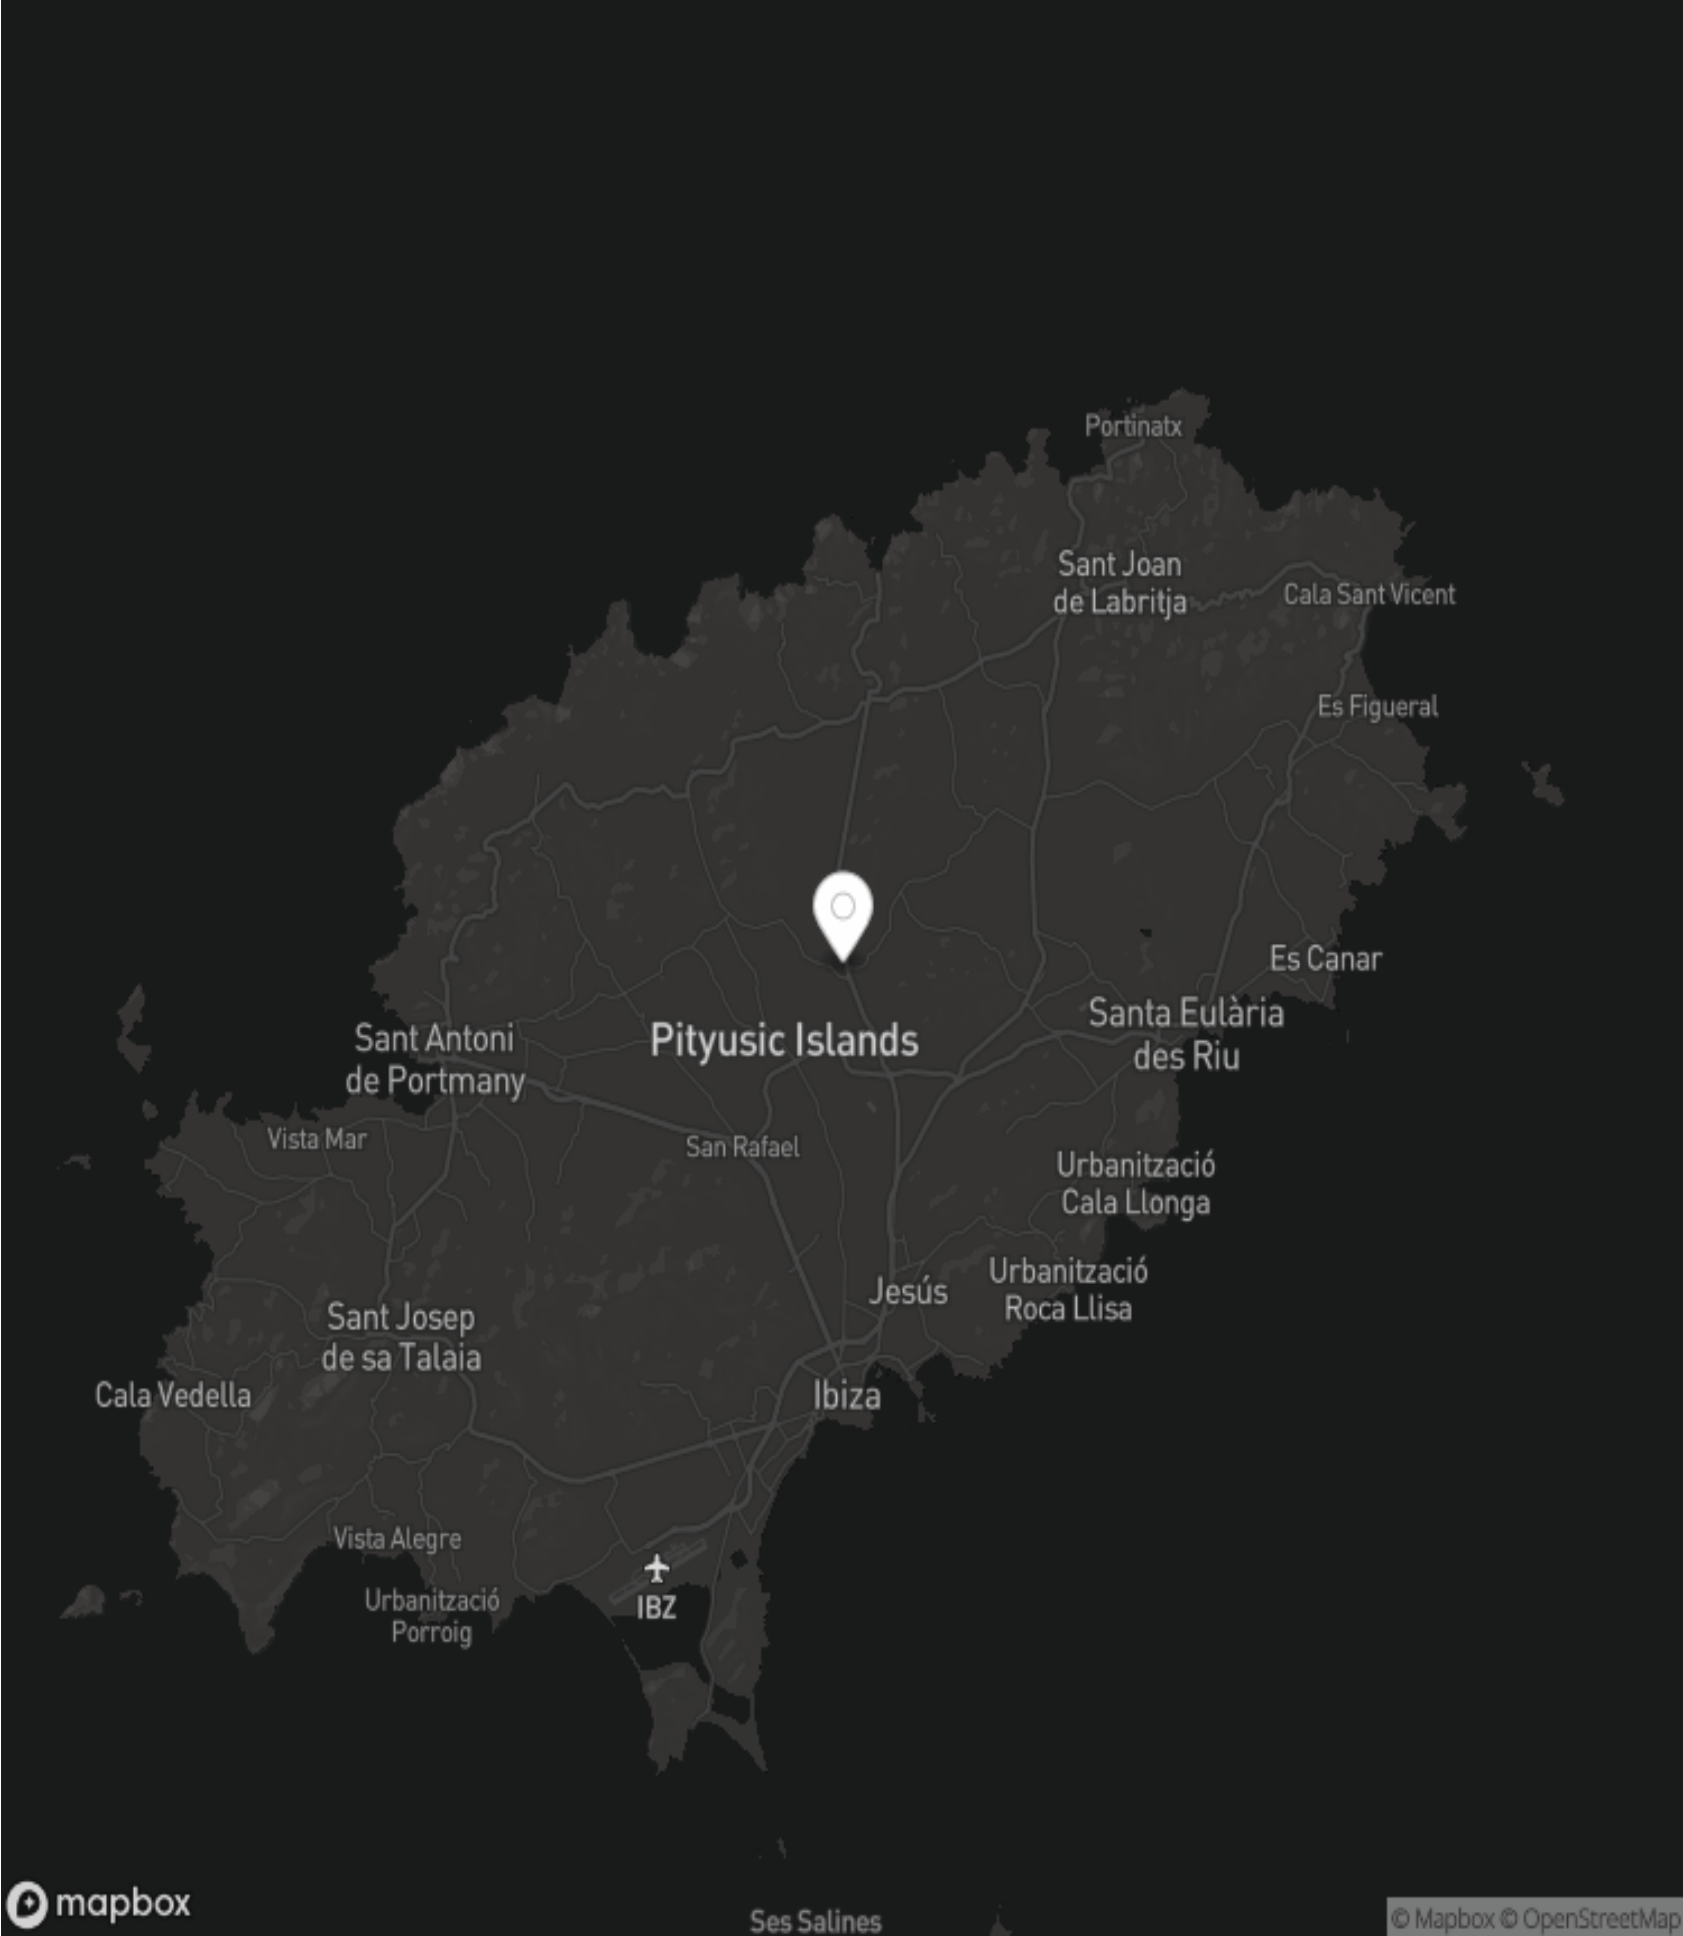 Portinatx
Sant Joan
de Labritja
Cala Sant Vicent
Es Figueral
Es Canar
Santa Eulària
des Riu
Sant Antoni
de Portmany
Pityusic Islands
Vista Mar
San Rafael
Urbanització
Cala Llonga
Urbanització
Roca Llisa
Jesús
Sant Josep
de sa Talaia
Cala Vedella
Ibiza
Vista Alegre
Urbanització
Porroig
IBZ
mapbox
Ses Salines
© Mapbox © OpenStreetMap